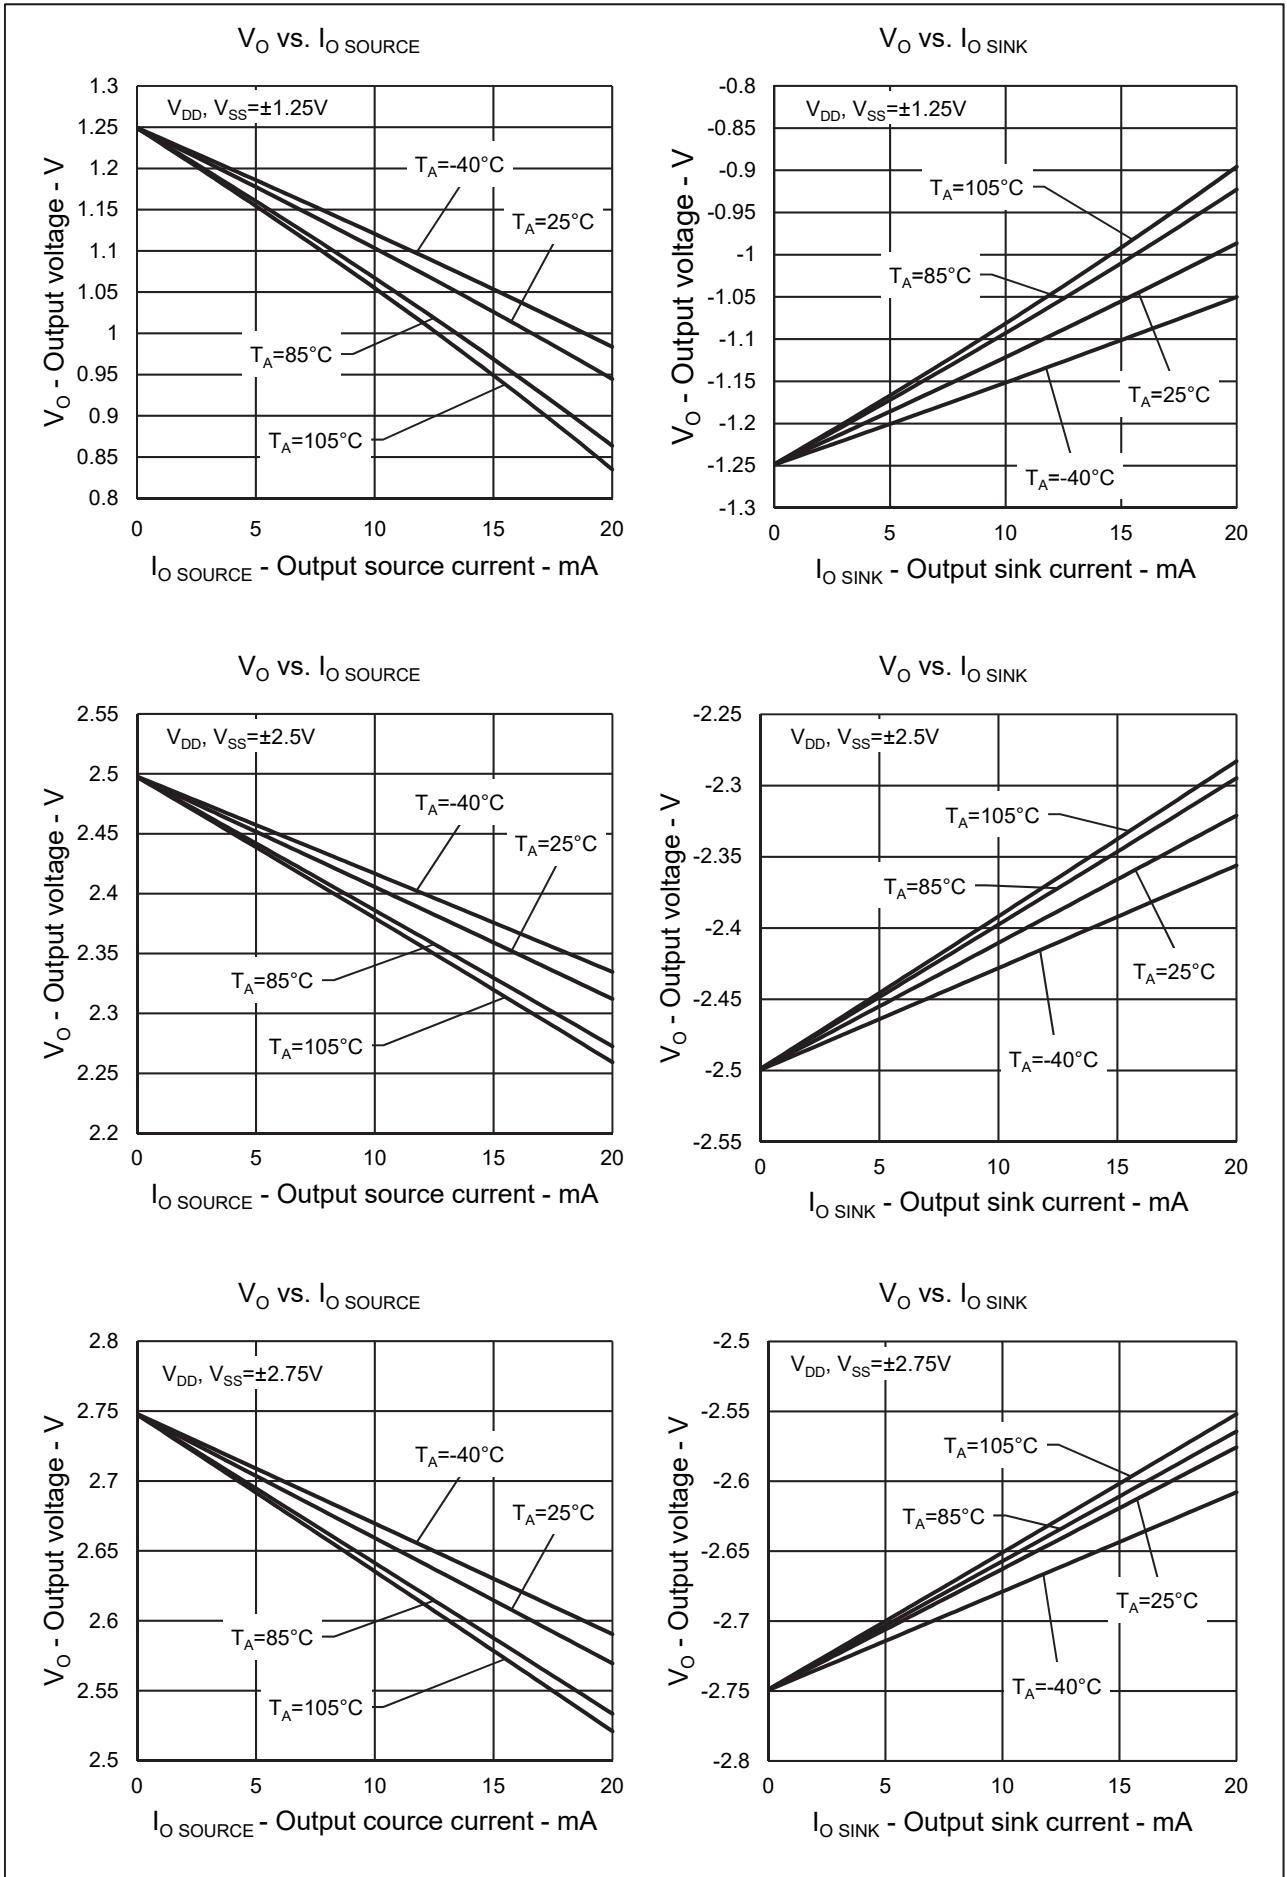 VO vs. IO SOURCE
VDD, VSS=±1.25V
TA=-40°C
TA=25°C
TA=85°C
TA=105°C
1.3
1.25
1.2
1.15
1.1
1.05
1
0.95
0.9
0.85
0.8
VO - Output voltage - V
0 5 10 15 20
IO SOURCE - Output source current - mA
VO vs. IO SINK
VDD, VSS=±1.25V
TA=105°C
TA=85°C
TA=25°C
TA=-40°C
-0.8
-0.85
-0.9
-0.95
-1
-1.05
-1.1
-1.15
-1.2
-1.25
-1.3
VO - Output voltage - V
0 5 10 15 20
IO SINK - Output sink current - mA
VO vs. IO SOURCE
VDD, VSS=±2.5V
TA=-40°C
TA=25°C
TA=85°C
TA=105°C
2.55
2.5
2.45
2.4
2.35
2.3
2.25
2.2
VO - Output voltage - V
0 5 10 15 20
IO SOURCE - Output source current - mA
VO vs. IO SINK
VDD, VSS=±2.5V
TA=105°C
TA=85°C
TA=25°C
TA=-40°C
-2.25
-2.3
-2.35
-2.4
-2.45
-2.5
-2.55
VO - Output voltage - V
0 5 10 15 20
IO SINK - Output sink current - mA
VO vs. IO SOURCE
VDD, VSS=±2.75V
TA=-40°C
TA=25°C
TA=85°C
TA=105°C
2.8
2.75
2.7
2.65
2.6
2.55
2.5
VO - Output voltage - V
0 5 10 15 20
IO SOURCE - Output cource current - mA
VO vs. IO SINK
VDD, VSS=±2.75V
TA=105°C
TA=85°C
TA=25°C
TA=-40°C
-2.5
-2.55
-2.6
-2.65
-2.7
-2.75
-2.8
VO - Output voltage - V
0 5 10 15 20
IO SINK - Output sink current - mA